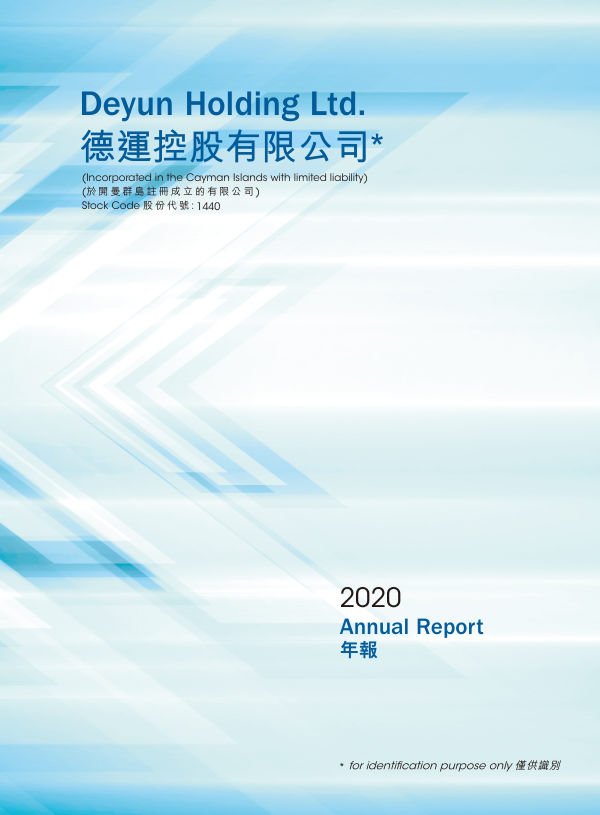 Deyun Holding Ltd.
德運控股有限公司*
(Incorporated in the Cayman Islands with limited liability)
(於開曼群島註冊成立的有限公司)
Stock Code 股份代號: 1440
2020
Annual Report
年報
* for identification purpose only 僅供識別